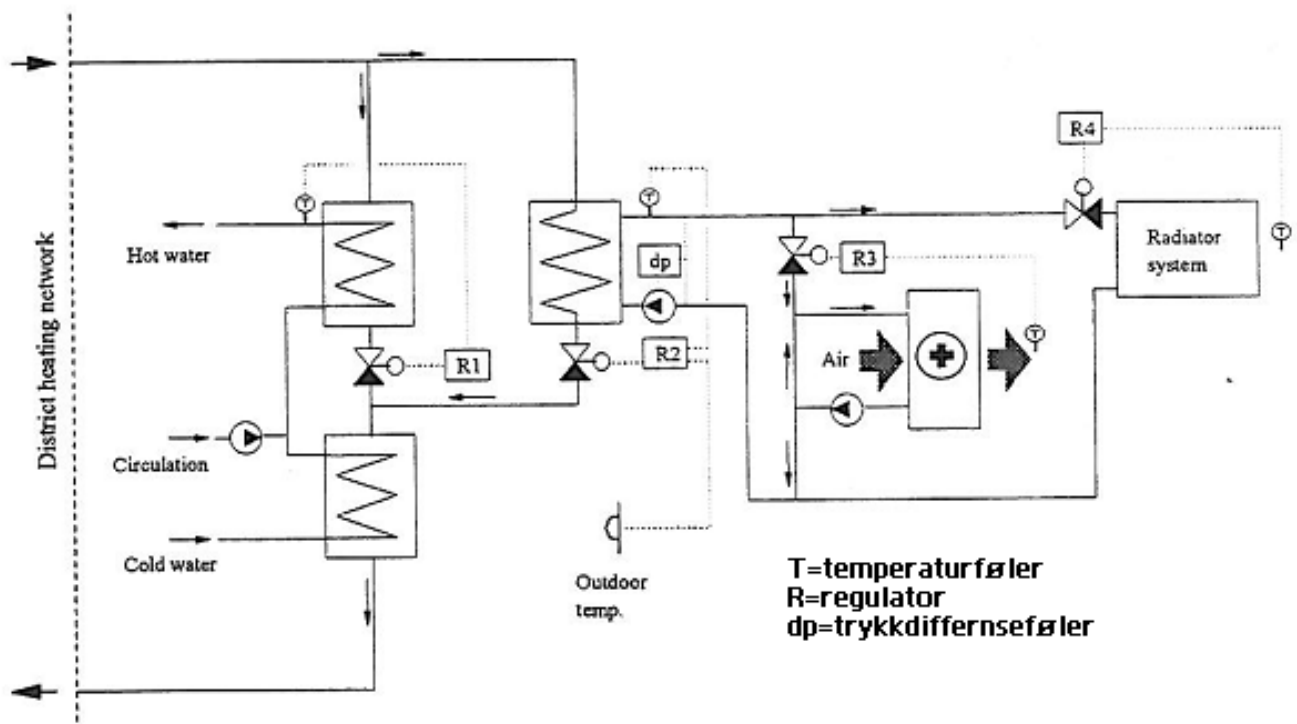 R4
T
T
Hot water
dp
R3
Radiator
system
T
District heating network
R1
R2
Air
T
Circulation
Cold water
Outdoor
temp.
T=temperaturføler
R=regulator
dp=trykkdiffernseføler